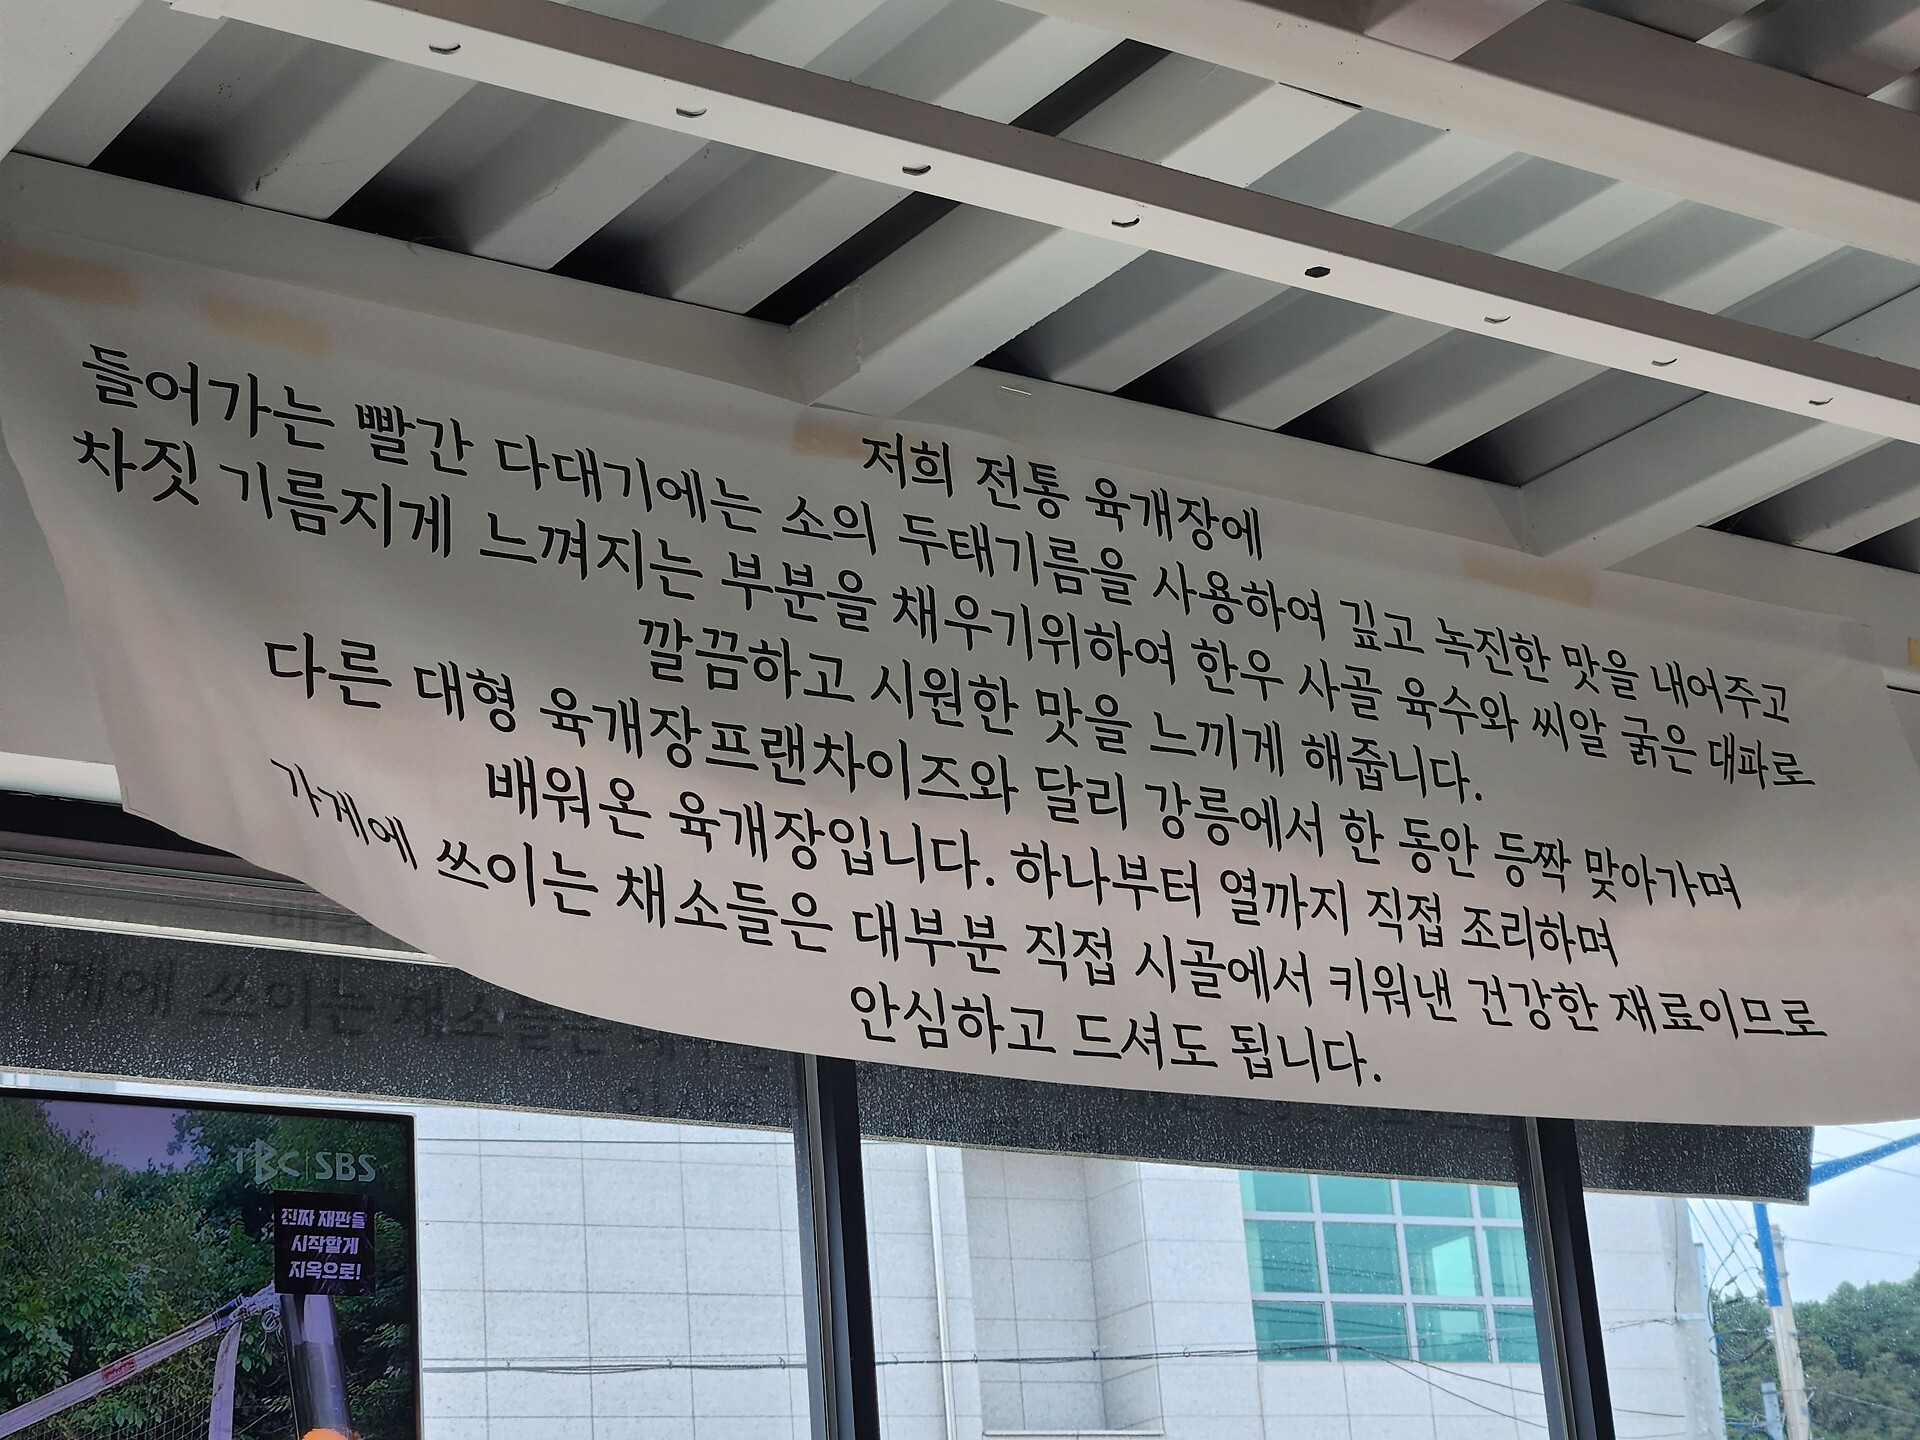 저희 전통 육개장에
들어가는 빨간 다대기에는 소의 두태기름을 사용하여 깊고 녹진한 맛을 내어주고
차짓 기름지게 느껴지는 부분을 채우기위하여 한우 사골 육수와 씨알 굵은 대파로
깔끔하고 시원한 맛을 느끼게 해줍니다.
다른 대형 육개장프랜차이즈와 달리 강릉에서 한 동안 등짝 맞아가며
배워온 육개장입니다. 하나부터 열까지 직접 조리하며
가게에 쓰이는 채소들은 대부분 직접 시골에서 키워낸 건강한 재료이므로
안심하고 드셔도 됩니다.
가게에 쓰이는 채소들은
TBC SBS
진짜 재판을
시작할게
지옥으로!